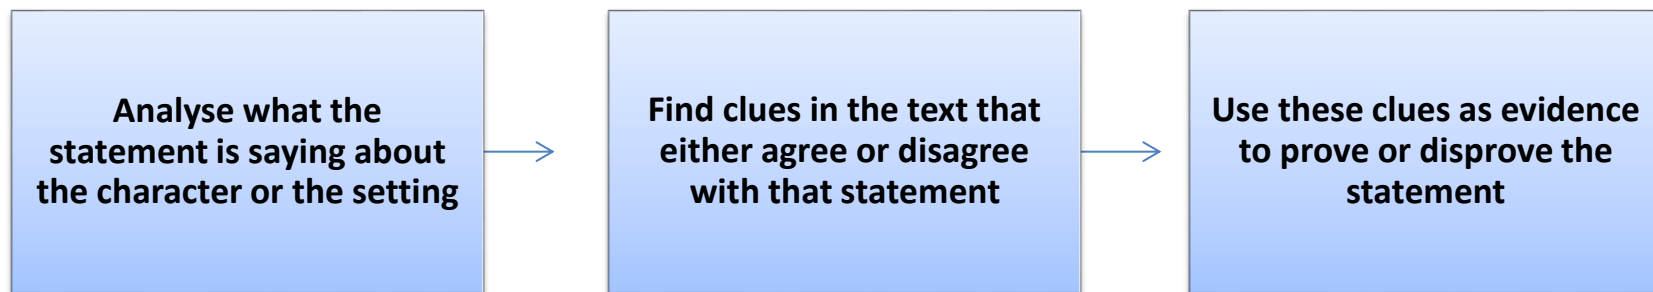 Analyse what the
statement is saying about
the character or the setting
Find clues in the text that
either agree or disagree
with that statement
Use these clues as evidence
to prove or disprove the
statement